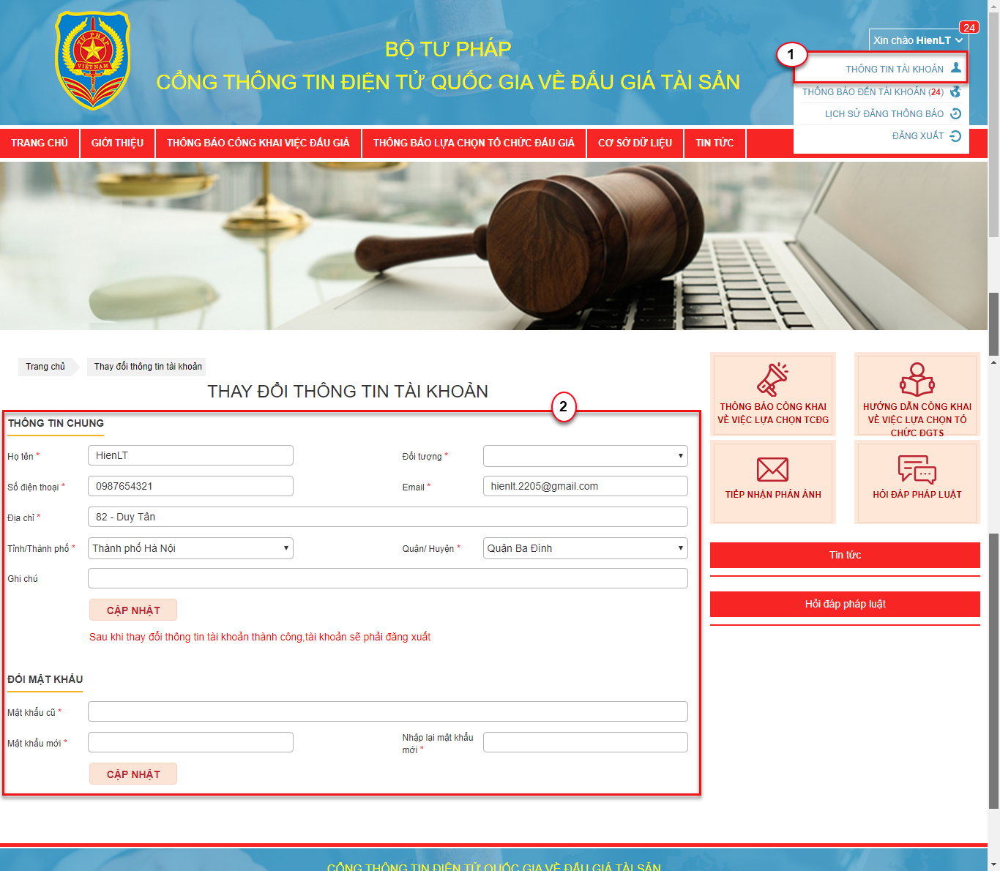 TƯ PHÁP
VIỆT NAM
BỘ TƯ PHÁP
CỔNG THÔNG TIN ĐIỆN TỬ QUỐC GIA VỀ ĐẤU GIÁ TÀI SẢN
24
Xin chào HienLT
1
THÔNG TIN TÀI KHOẢN
THÔNG BÁO ĐẾN TÀI KHOẢN (24)
LỊCH SỬ ĐĂNG THÔNG BÁO
ĐĂNG XUẤT
TRANG CHỦ
GIỚI THIỆU
THÔNG BÁO CÔNG KHAI VIỆC ĐẤU GIÁ
THÔNG BÁO LỰA CHỌN TỔ CHỨC ĐẤU GIÁ
CƠ SỞ DỮ LIỆU
TIN TỨC
Trang chủ
Thay đổi thông tin tài khoản
THAY ĐỔI THÔNG TIN TÀI KHOẢN
2
THÔNG TIN CHUNG
Họ tên *
HienLT
Đối tượng *
Số điện thoại *
0987654321
Email *
hienlt.2205@gmail.com
Địa chỉ *
82 - Duy Tân
Tỉnh/Thành phố *
Thành phố Hà Nội
Quận/ Huyện *
Quận Ba Đình
Ghi chú
CẬP NHẬT
Sau khi thay đổi thông tin tài khoản thành công,tài khoản sẽ phải đăng xuất
ĐỔI MẬT KHẨU
Mật khẩu cũ *
Mật khẩu mới *
Nhập lại mật khẩu
mới *
CẬP NHẬT
THÔNG BÁO CÔNG KHAI
VỀ VIỆC LỰA CHỌN TCĐG
HƯỚNG DẪN CÔNG KHAI
VỀ VIỆC LỰA CHỌN TỔ
CHỨC ĐGTS
TIẾP NHẬN PHẢN ÁNH
HỎI ĐÁP PHÁP LUẬT
Tin tức
Hỏi đáp pháp luật
CỔNG THÔNG TIN ĐIỆN TỬ QUỐC GIA VỀ ĐẤU GIÁ TÀI SẢN